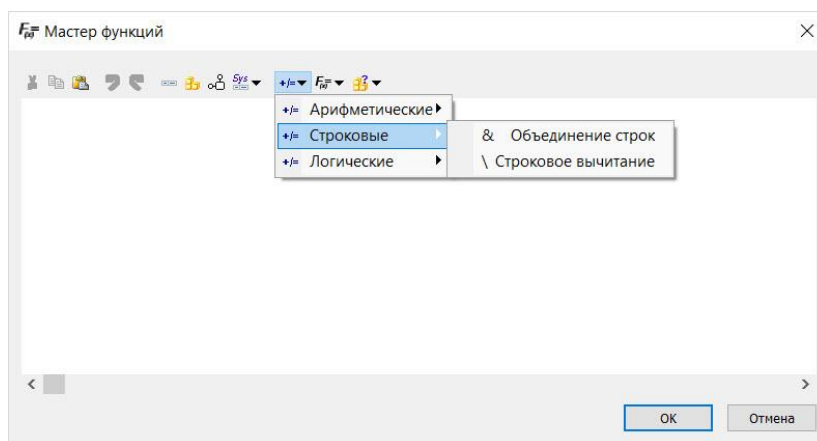 F(x)= Мастер функций
Sys +/= F(x)=
+/= Арифметические
+/= Строковые
& Объединение строк
+/= Логические
\ Строковое вычитание
OK Отмена